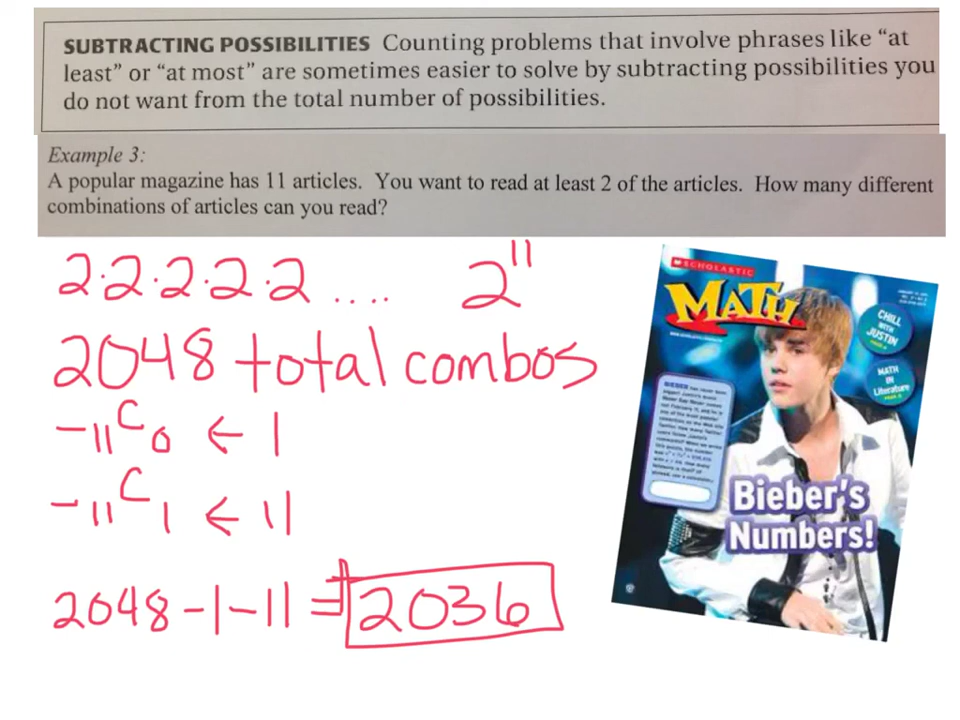 SUBTRACTING POSSIBILITIES Counting problems that involve phrases like “at
least” or “at most” are sometimes easier to solve by subtracting possibilities you
do not want from the total number of possibilities.
Example 3:
A popular magazine has 11 articles. You want to read at least 2 of the articles. How many different
combinations of articles can you read?
2·2·2·2·2 .... 2¹¹
2048 total combos
-₁₁C₀ ← 1
-₁₁C₁ ← 11
2048-1-11 = 2036
SCHOLASTIC
MATH
CHILL
WITH
JUSTIN
MATH
IN
Literature
Bieber's
Numbers!